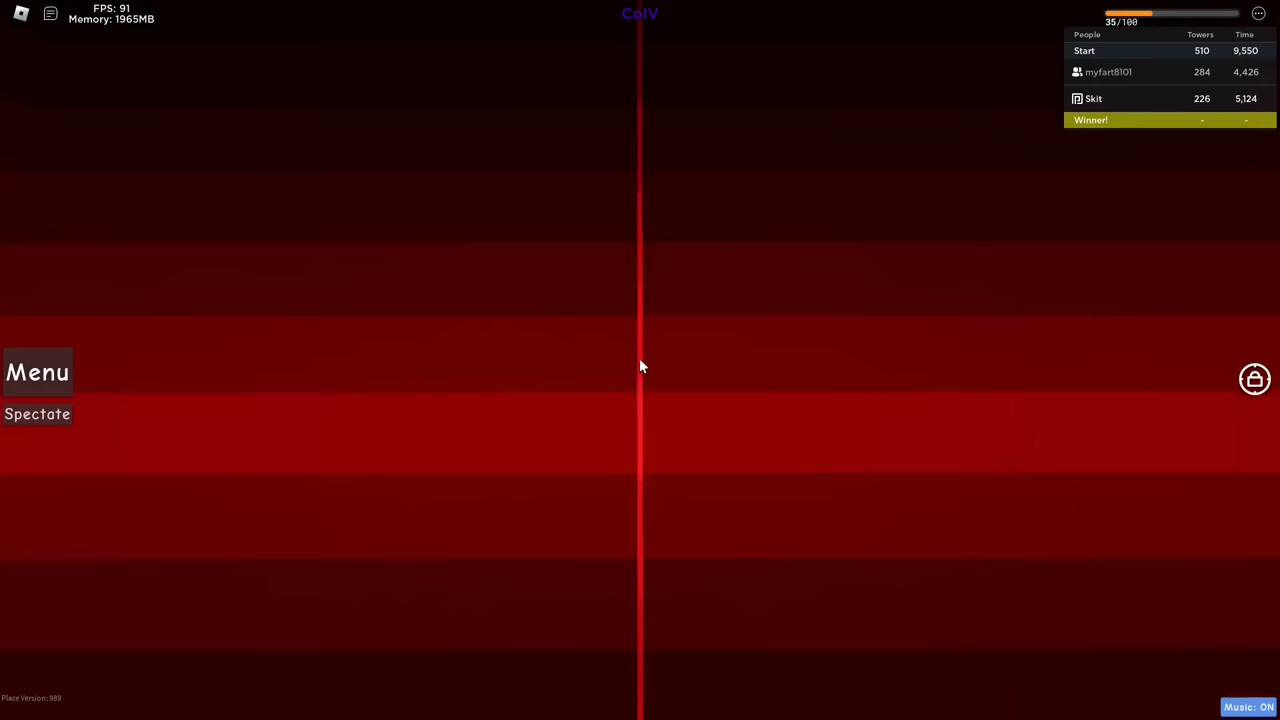 FPS: 91
Memory: 1965MB
CoIV
35/100
People Towers Time
Start 510 9,550
myfart8101 284 4,426
Skit 226 5,124
Winner! - -
Menu
Spectate
Place Version: 989
Music: ON